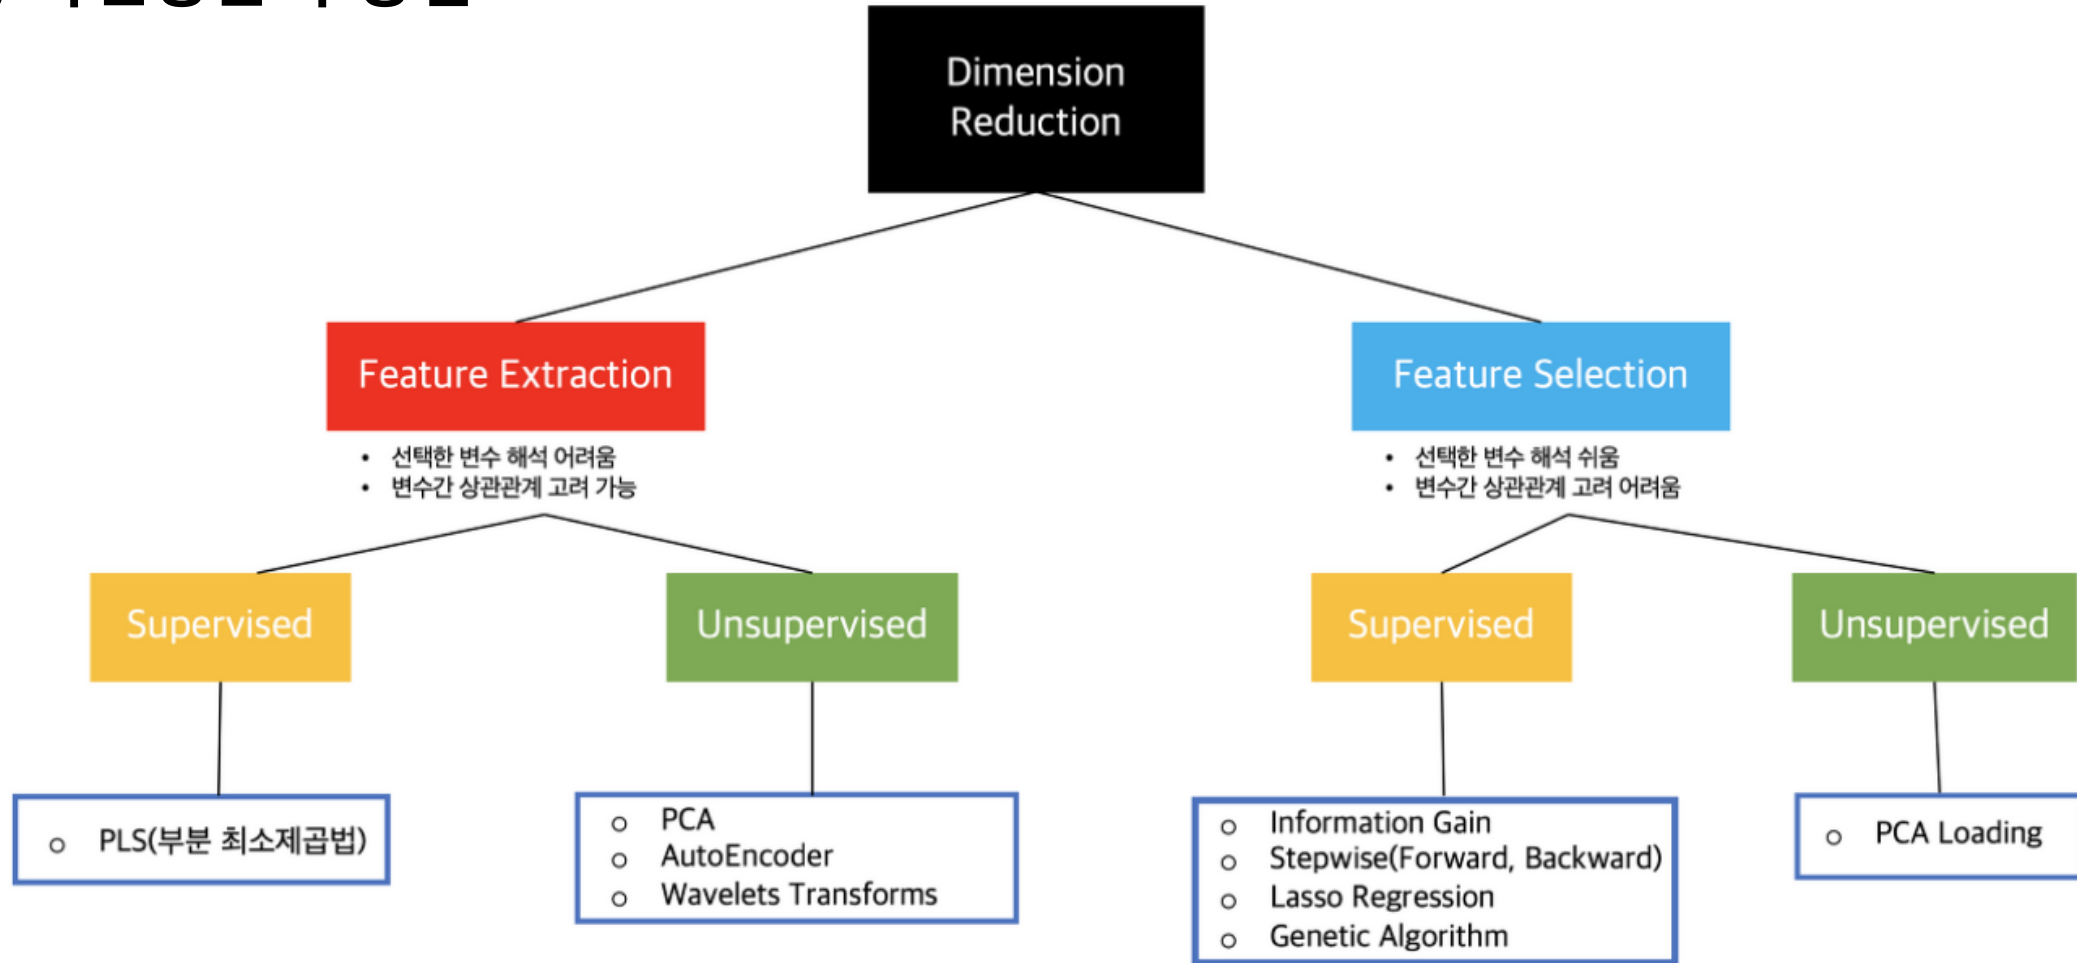 Dimension
Reduction
Feature Extraction
Feature Selection
• 선택한 변수 해석 어려움
• 변수간 상관관계 고려 가능
• 선택한 변수 해석 쉬움
• 변수간 상관관계 고려 어려움
Supervised
Unsupervised
Supervised
Unsupervised
○ PLS(부분 최소제곱법)
○ PCA
○ AutoEncoder
○ Wavelets Transforms
○ Information Gain
○ Stepwise(Forward, Backward)
○ Lasso Regression
○ Genetic Algorithm
○ PCA Loading